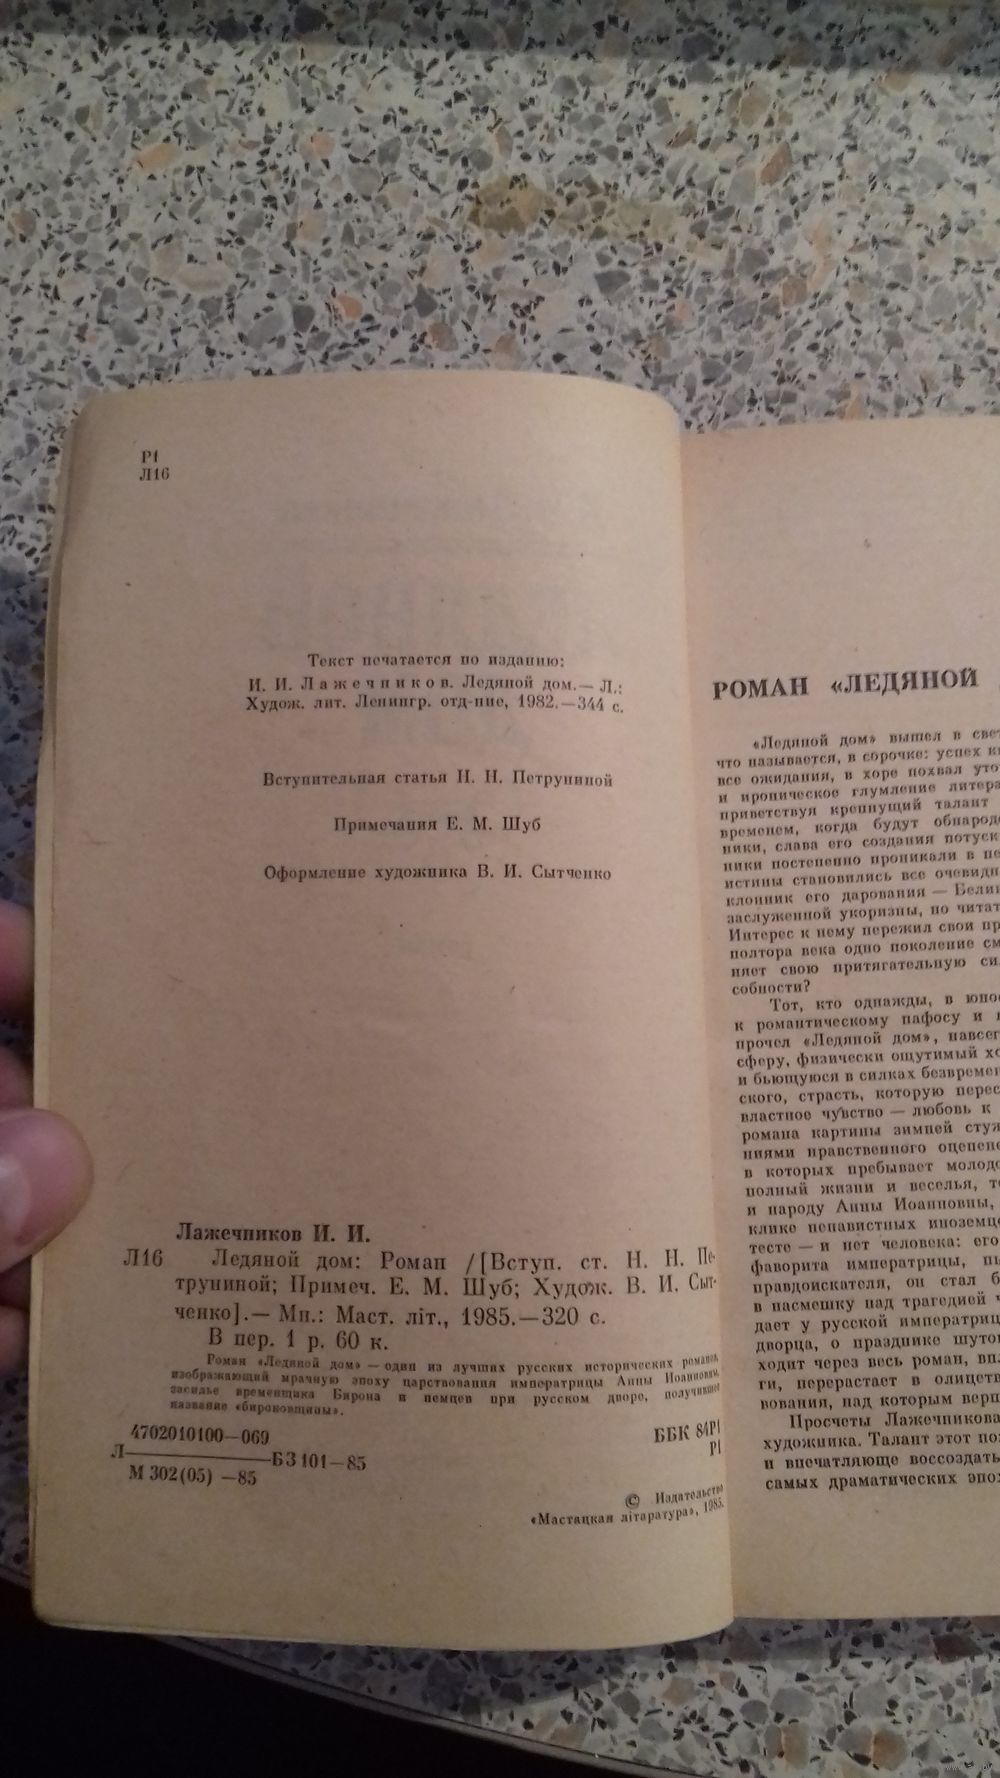 Р1
Л16
Текст печатается по изданию:
И. И. Лажечников. Ледяной дом.— Л.:
Худож. лит. Ленингр. отд-ние, 1982.—344 с.
Вступительная статья Н. Н. Петруниной
Примечания Е. М. Шуб
Оформление художника В. И. Сытченко
Лажечников И. И.
Л16 Ледяной дом: Роман /[Вступ. ст. Н. Н. Пе-
труниной; Примеч. Е. М. Шуб; Худож. В. И. Сыт-
ченко].— Мн.: Маст. літ., 1985.—320 с.
В пер. 1 р. 60 к.
Роман «Ледяной дом» — один из лучших русских исторических романов,
изображающий мрачную эпоху царствования императрицы Анны Иоанновны,
засилье временщика Бирона и немцев при русском дворе, получившее
название «бироновщины».
4702010100—069
Л———БЗ 101—85
М 302(05) —85
ББК 84Р1
Р1
© Издательство
«Мастацкая літаратура», 1985.
РОМАН «ЛЕДЯНОЙ
«Ледяной дом» вышел в свет
что называется, в сорочке: успех
все ожидания, в хоре похвал
и ироническое глумление
приветствуя крепнущий талант
временем, когда будут
ники, слава его создания
ники постепенно проникали в
истины становились все
клонник его дарования —
заслуженной укоризны, но
Интерес к нему пережил свои
полтора века одно поколение
няет свою притягательную
собности?
Тот, кто однажды, в
к романтическому пафосу и
прочел «Ледяной дом»,
сферу, физически ощутимый
и бьющуюся в силках
ского, страсть, которую
властное чувство — любовь к
романа картины зимней
ниями нравственного
в которых пребывает
полный жизни и веселья,
и народу Анны Иоанновны,
клике ненавистных
тесте — и нет человека: его
фаворита императрицы,
правдоискателя, он стал
в насмешку над трагедией
дает у русской
дворца, о празднике
ходит через весь роман,
ги, перерастает в
вования, над которым
Просчеты Лажечникова
художника. Талант этот
и впечатляюще воссоздать
самых драматических